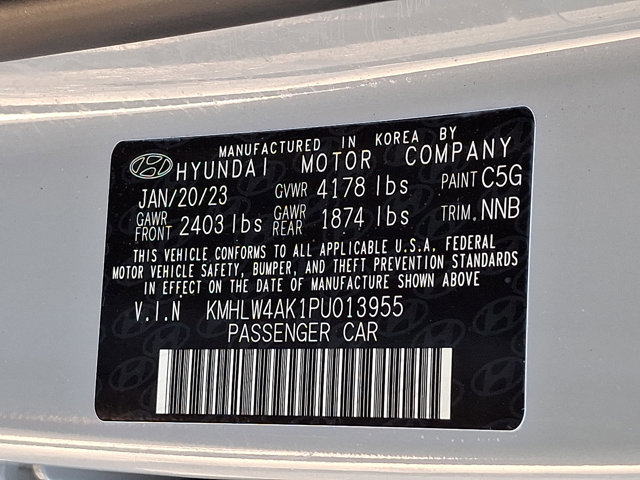 MANUFACTURED IN KOREA BY
HYUNDAI MOTOR COMPANY
JAN/20/23 GVWR 4178 lbs PAINT C5G
GAWR FRONT 2403 lbs GAWR REAR 1874 lbs TRIM. NNB
THIS VEHICLE CONFORMS TO ALL APPLICABLE U.S.A. FEDERAL
MOTOR VEHICLE SAFETY, BUMPER, AND THEFT PREVENTION STANDARDS
IN EFFECT ON THE DATE OF MANUFACTURE SHOWN ABOVE
V.I.N KMHLW4AK1PU013955
PASSENGER CAR